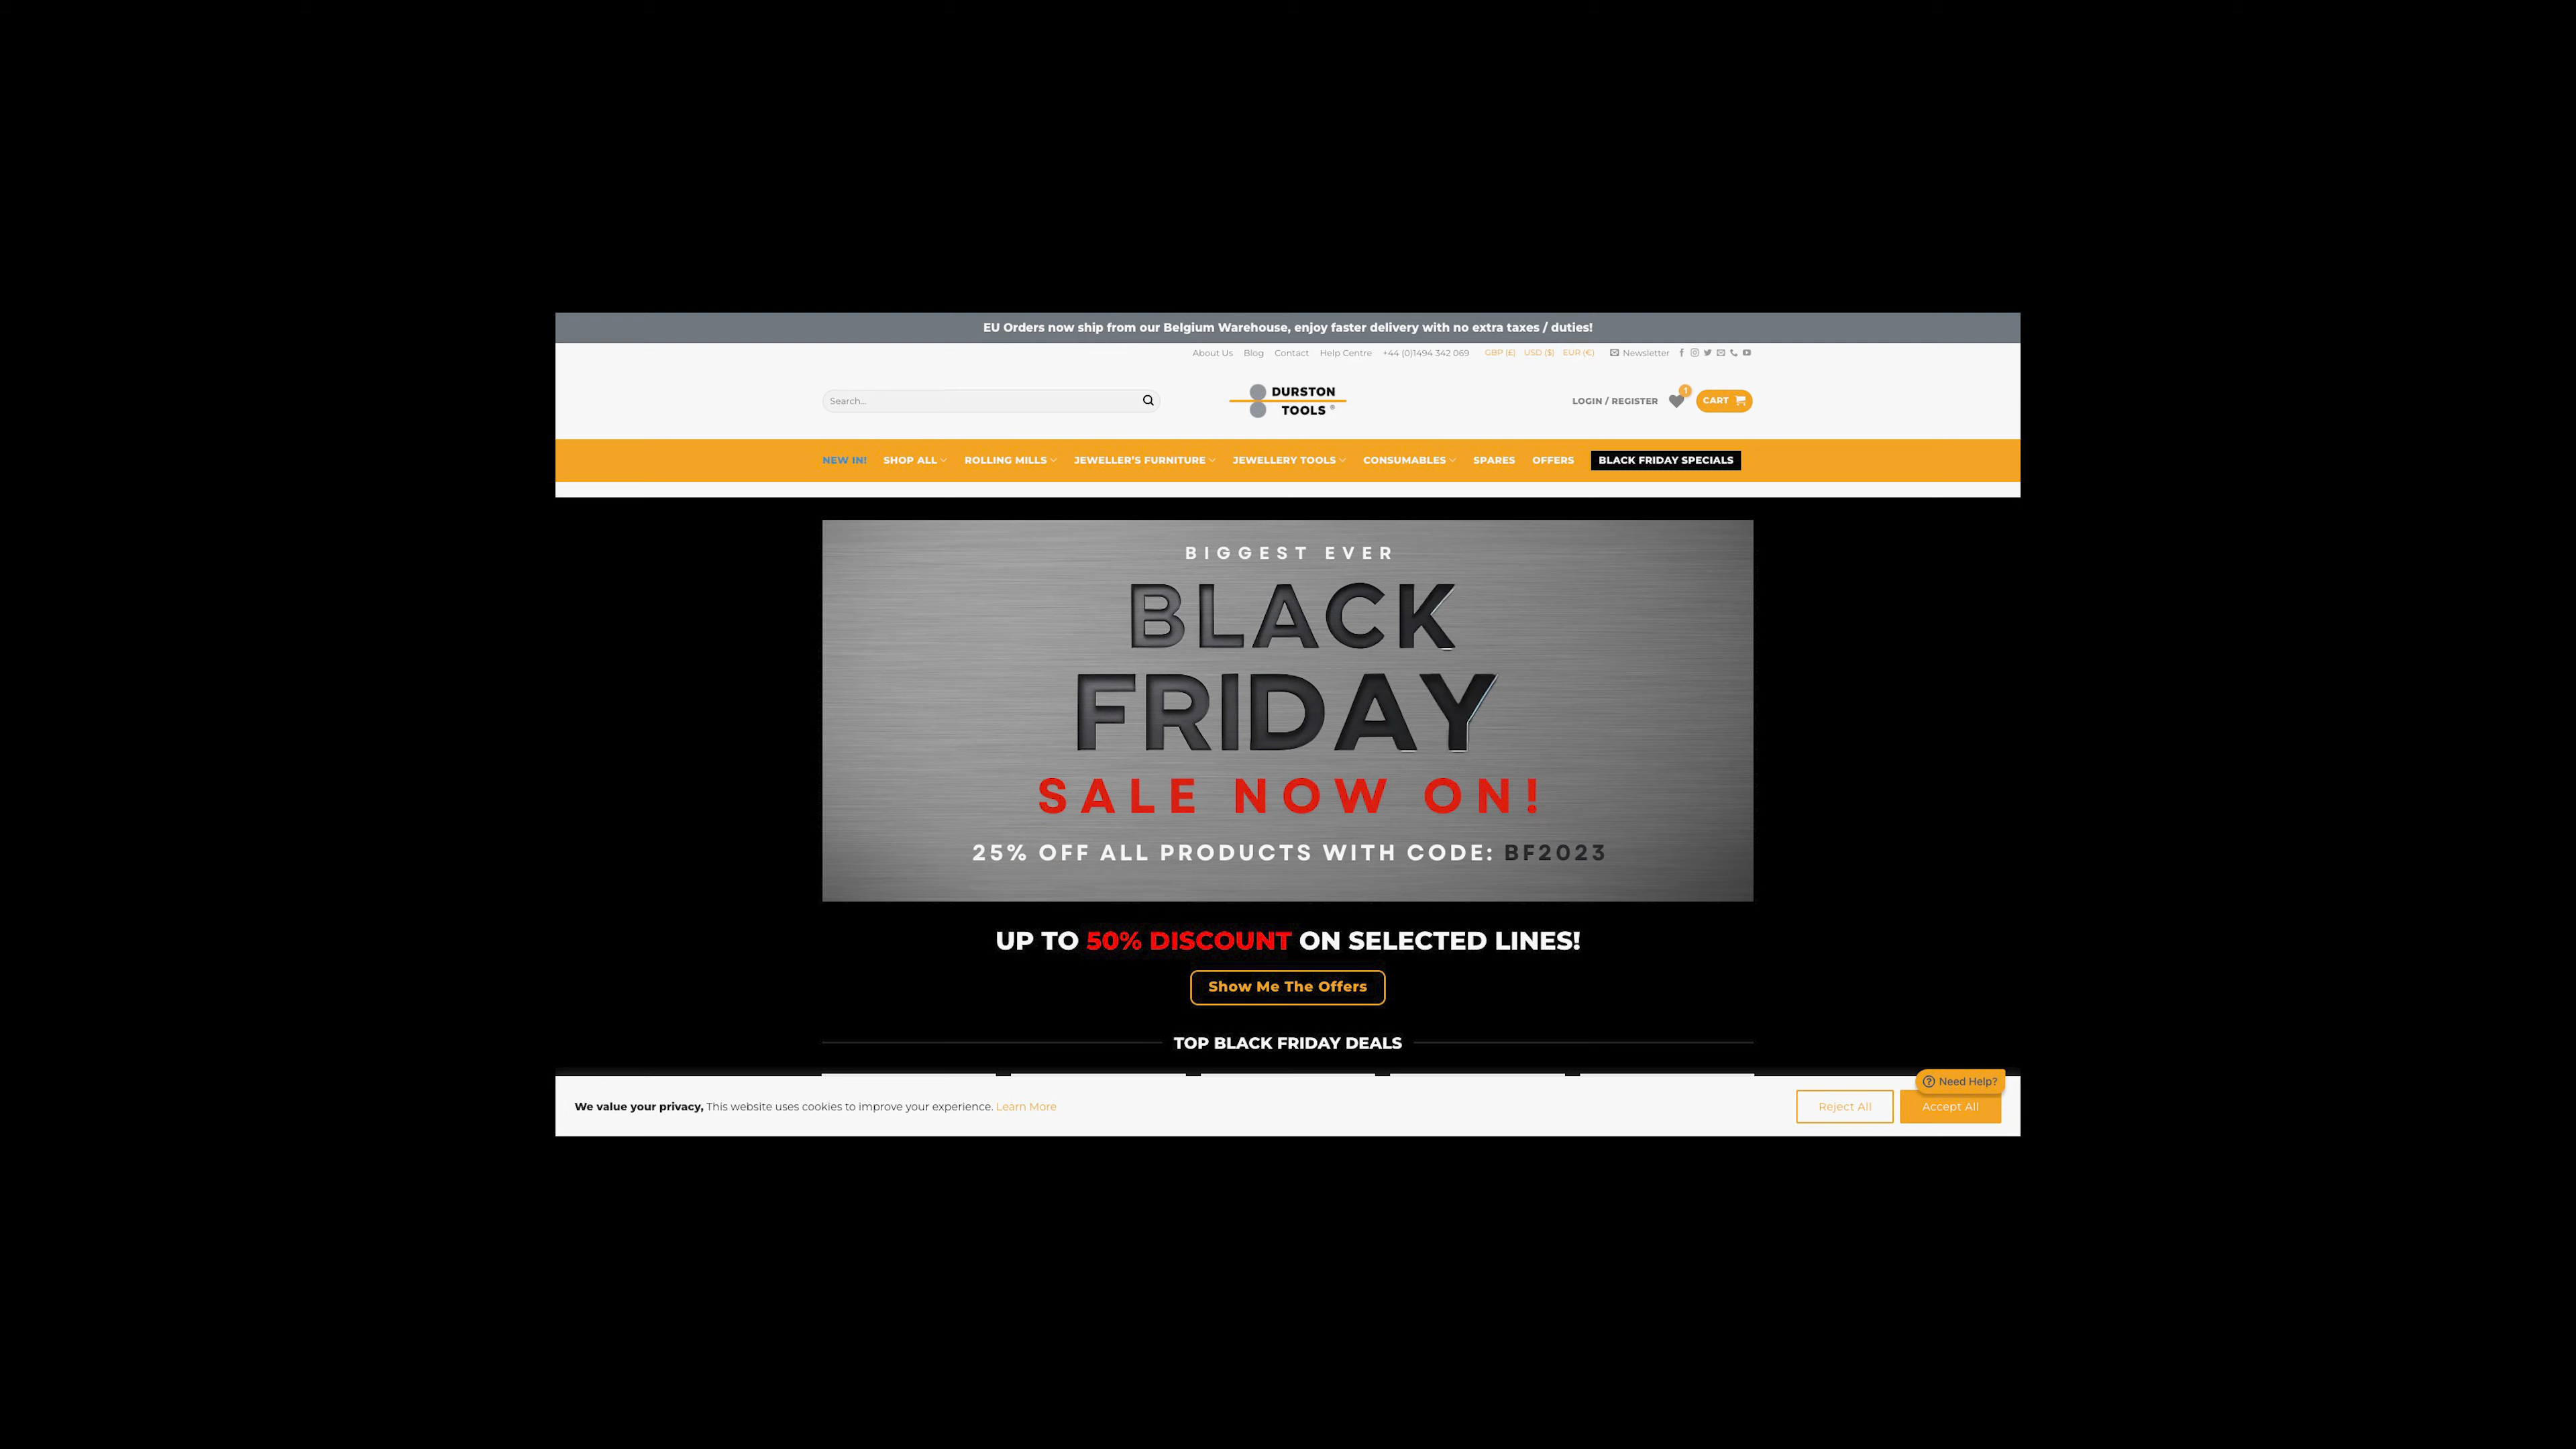 EU Orders now ship from our Belgium Warehouse, enjoy faster delivery with no extra taxes / duties!
About Us Blog Contact Help Centre +44 (0)1494 342 069 GBP (£) USD ($) EUR (€) Newsletter
Search...
DURSTON
TOOLS ®
LOGIN / REGISTER 1 CART
NEW IN! SHOP ALL ROLLING MILLS JEWELLER'S FURNITURE JEWELLERY TOOLS CONSUMABLES SPARES OFFERS BLACK FRIDAY SPECIALS
BIGGEST EVER
BLACK
FRIDAY
SALE NOW ON!
25% OFF ALL PRODUCTS WITH CODE: BF2023
UP TO 50% DISCOUNT ON SELECTED LINES!
Show Me The Offers
TOP BLACK FRIDAY DEALS
Need Help?
We value your privacy, This website uses cookies to improve your experience. Learn More
Reject All Accept All